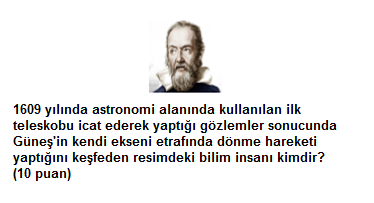 1609 yılında astronomi alanında kullanılan ilk
teleskobu icat ederek yaptığı gözlemler sonucunda
Güneş'in kendi ekseni etrafında dönme hareketi
yaptığını keşfeden resimdeki bilim insanı kimdir?
(10 puan)